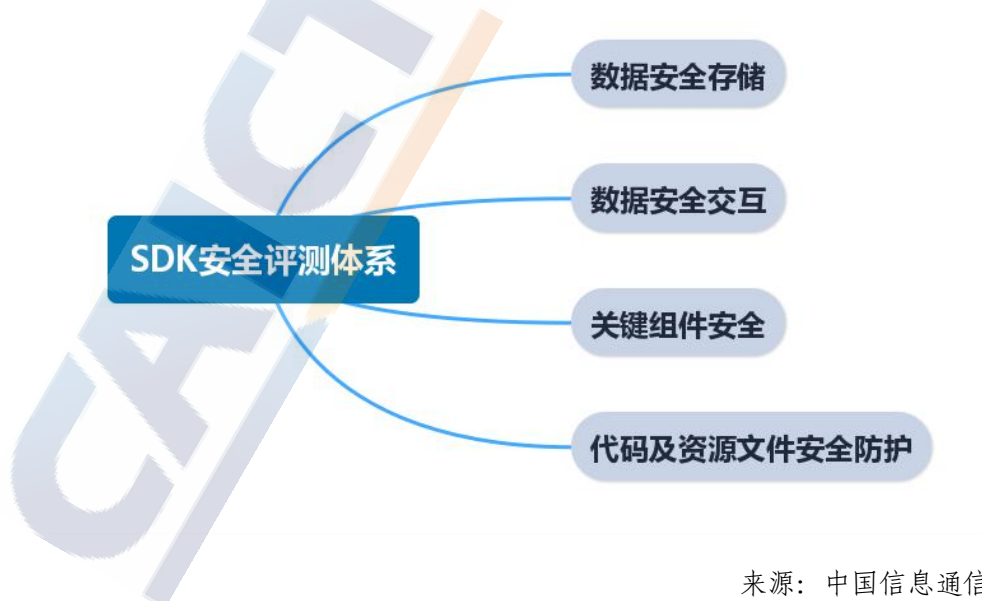 数据安全存储
数据安全交互
SDK安全评测体系
关键组件安全
代码及资源文件安全防护
来源：中国信息通信
CAICT